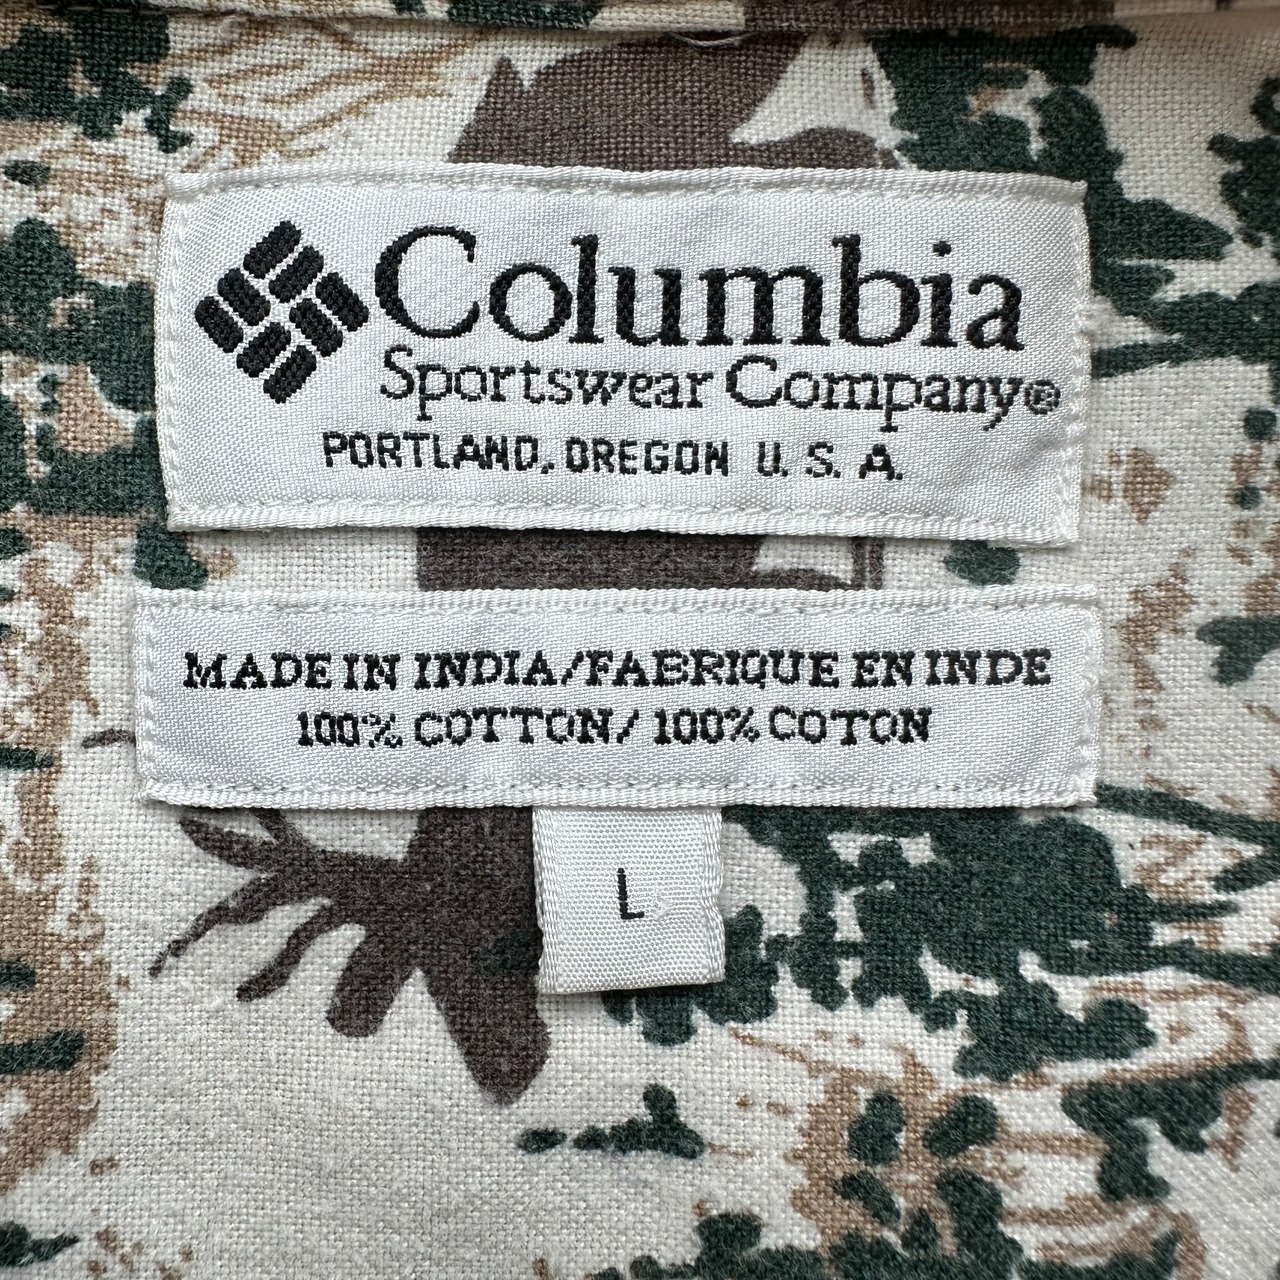 Columbia
Sportswear Company®
PORTLAND, OREGON U. S. A.
MADE IN INDIA/FABRIQUE EN INDE
100% COTTON/ 100% COTON
L